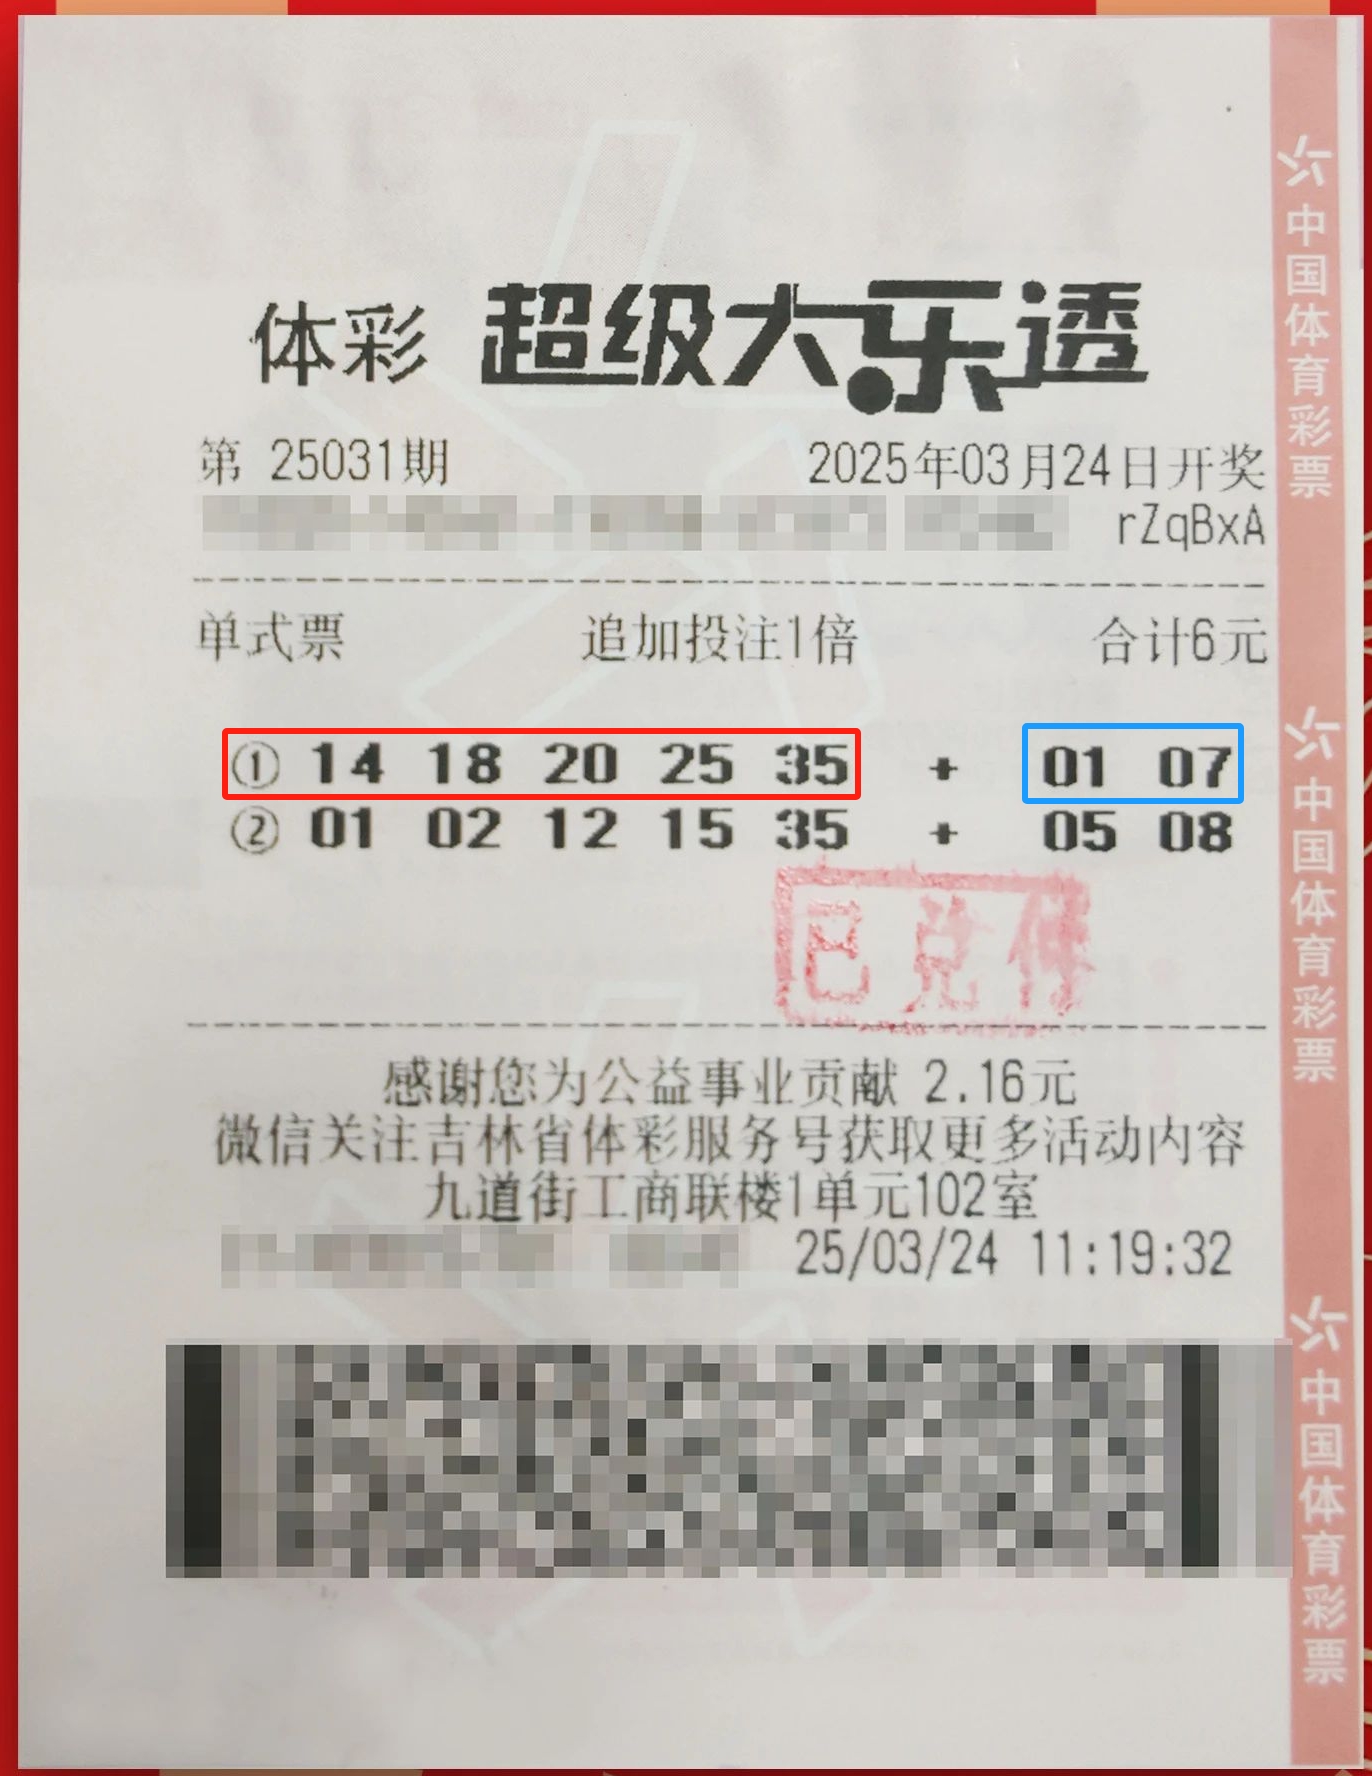 体彩 超级大乐透
第 25031期 2025年03月24日开奖
rZqBxA
单式票 追加投注1倍 合计6元
① 14 18 20 25 35 + 01 07
② 01 02 12 15 35 + 05 08
已兑付
感谢您为公益事业贡献 2.16元
微信关注吉林省体彩服务号获取更多活动内容
九道街工商联楼1单元102室
25/03/24 11:19:32
中国体育彩票
中国体育彩票
中国体育彩票